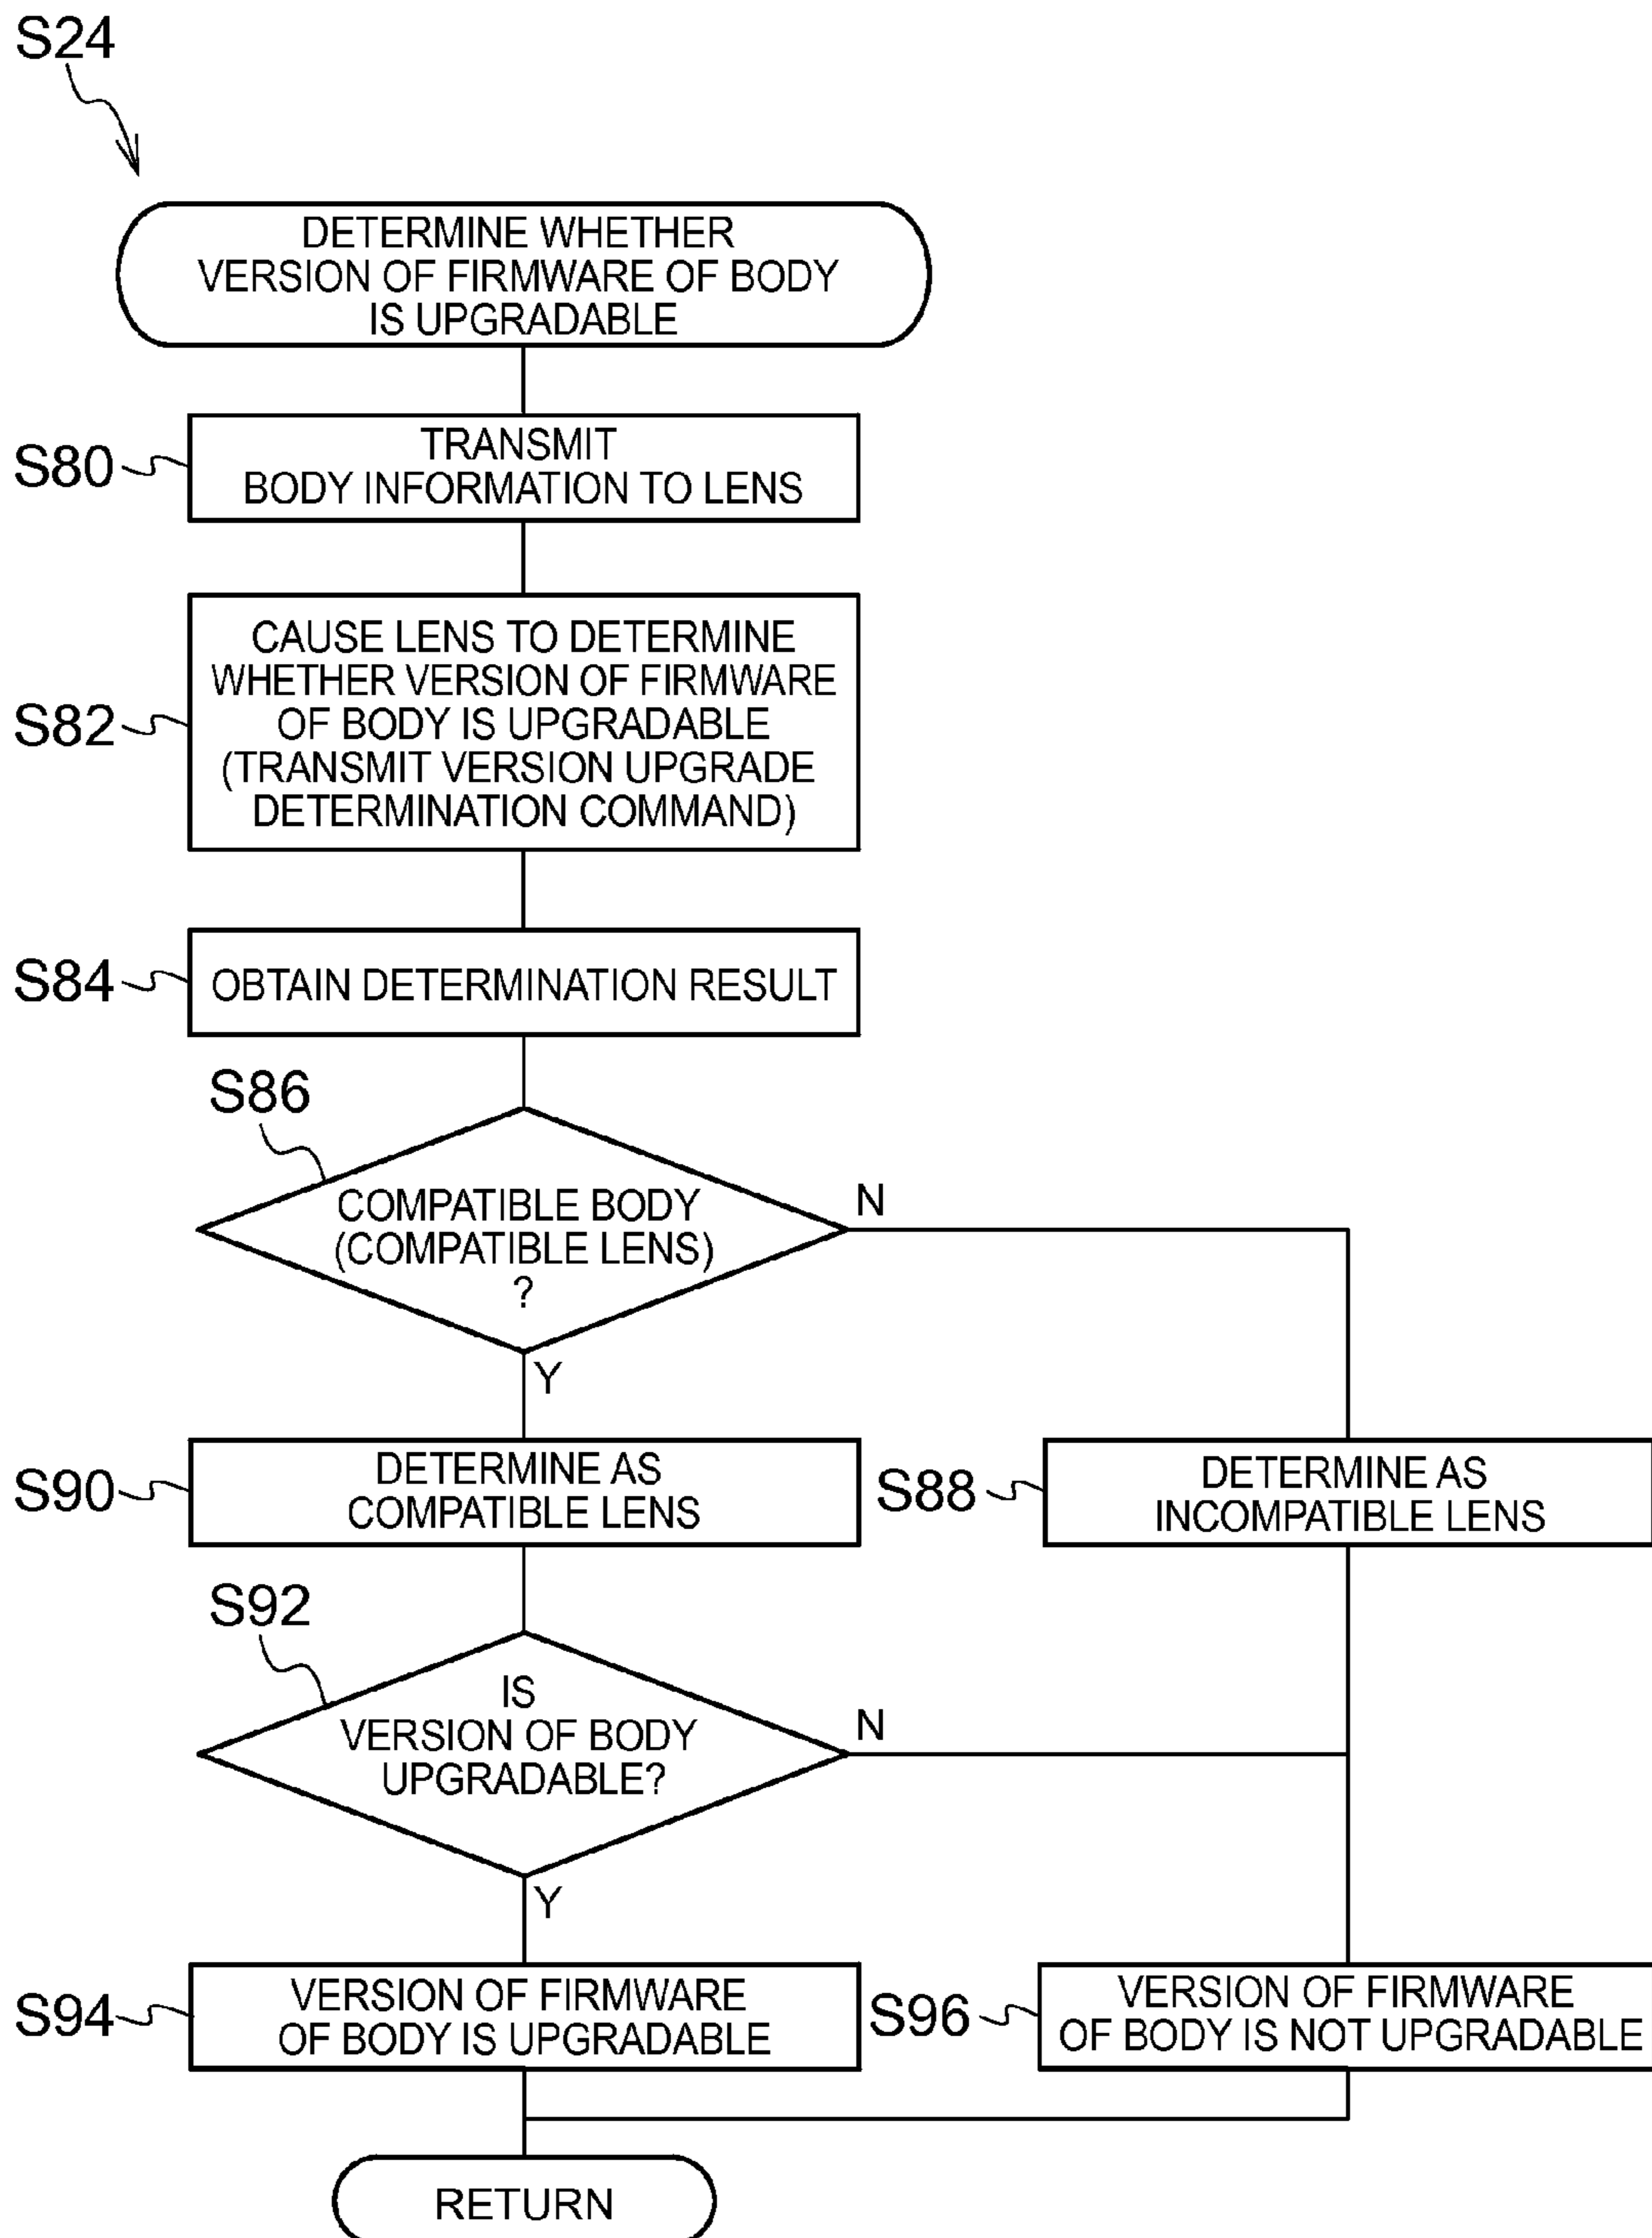 S24
DETERMINE WHETHER
VERSION OF FIRMWARE OF BODY
IS UPGRADABLE
S80
TRANSMIT
BODY INFORMATION TO LENS
S82
CAUSE LENS TO DETERMINE
WHETHER VERSION OF FIRMWARE
OF BODY IS UPGRADABLE
(TRANSMIT VERSION UPGRADE
DETERMINATION COMMAND)
S84
OBTAIN DETERMINATION RESULT
S86
COMPATIBLE BODY
(COMPATIBLE LENS)
?
N
Y
S90
DETERMINE AS
COMPATIBLE LENS
S88
DETERMINE AS
INCOMPATIBLE LENS
S92
IS
VERSION OF BODY
UPGRADABLE?
N
Y
S94
VERSION OF FIRMWARE
OF BODY IS UPGRADABLE
S96
VERSION OF FIRMWARE
OF BODY IS NOT UPGRADABLE
RETURN